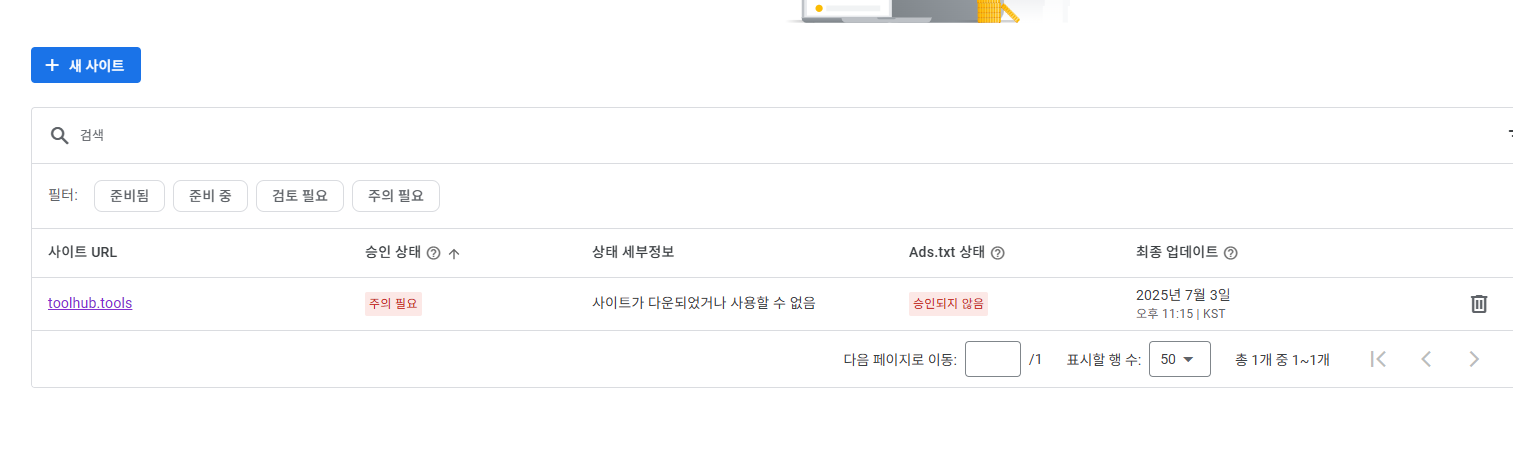 새 사이트
검색
필터: 준비됨 준비 중 검토 필요 주의 필요
사이트 URL 승인 상태 상태 세부정보 Ads.txt 상태 최종 업데이트
toolhub.tools 주의 필요 사이트가 다운되었거나 사용할 수 없음 승인되지 않음 2025년 7월 3일
오후 11:15 | KST
다음 페이지로 이동: /1 표시할 행 수: 50 총 1개 중 1~1개